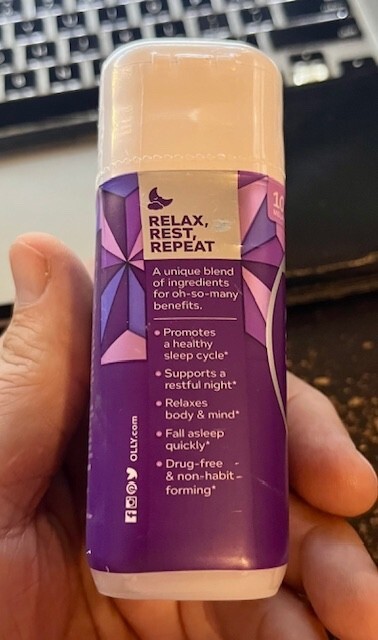 RELAX,
REST,
REPEAT
A unique blend
of ingredients
for oh-so-many
benefits.
• Promotes
a healthy
sleep cycle*
• Supports a
restful night*
• Relaxes
body & mind*
• Fall asleep
quickly*
• Drug-free
& non-habit-
forming*
OLLY.com
10